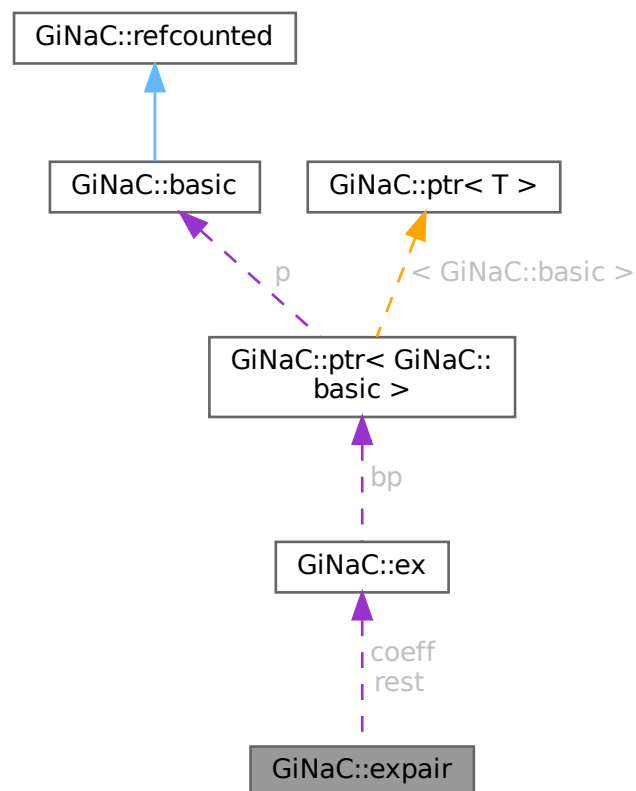 GiNaC::refcounted
GiNaC::basic
GiNaC::ptr< T >
p
< GiNaC::basic >
GiNaC::ptr< GiNaC::
basic >
bp
GiNaC::ex
coeff
rest
GiNaC::expair